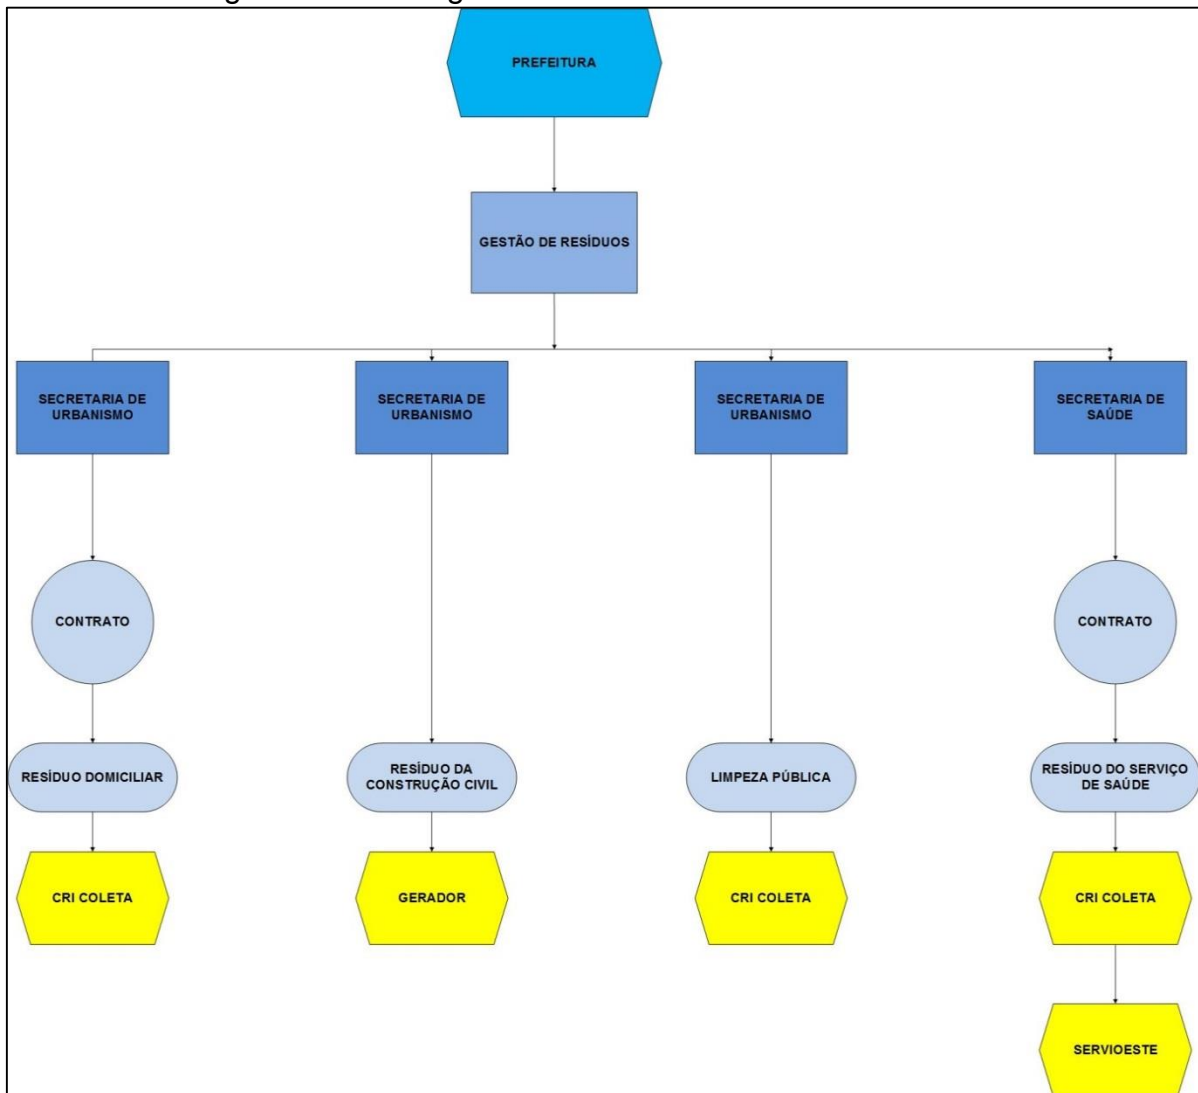 PREFEITURA
GESTÃO DE RESÍDUOS
SECRETARIA DE
URBANISMO
SECRETARIA DE
URBANISMO
SECRETARIA DE
URBANISMO
SECRETARIA DE
SAÚDE
CONTRATO
CONTRATO
RESÍDUO DOMICILIAR
RESÍDUO DA
CONSTRUÇÃO CIVIL
LIMPEZA PÚBLICA
RESÍDUO DO SERVIÇO
DE SAÚDE
CRI COLETA
GERADOR
CRI COLETA
CRI COLETA
SERVIOESTE